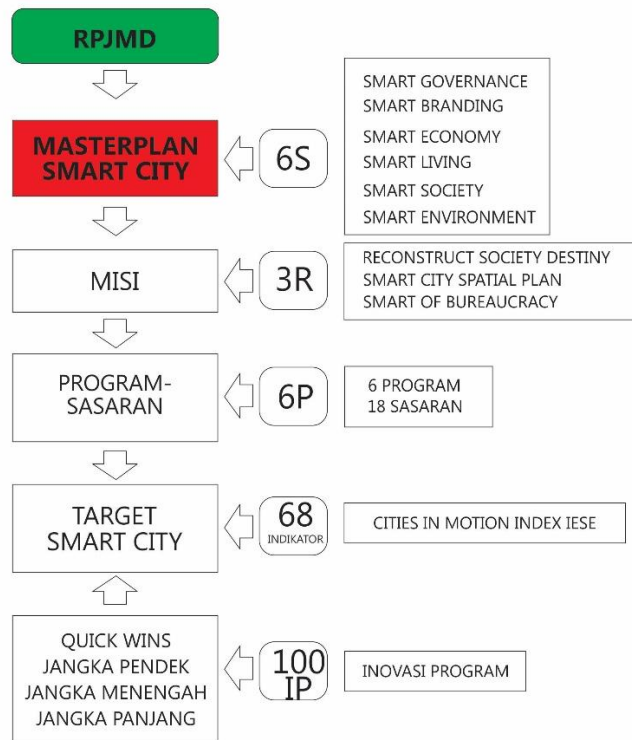 RPJMD
MASTERPLAN
SMART CITY
6S
SMART GOVERNANCE
SMART BRANDING
SMART ECONOMY
SMART LIVING
SMART SOCIETY
SMART ENVIRONMENT
MISI
3R
RECONSTRUCT SOCIETY DESTINY
SMART CITY SPATIAL PLAN
SMART OF BUREAUCRACY
PROGRAM-
SASARAN
6P
6 PROGRAM
18 SASARAN
TARGET
SMART CITY
68
INDIKATOR
CITIES IN MOTION INDEX IESE
QUICK WINS
JANGKA PENDEK
JANGKA MENENGAH
JANGKA PANJANG
100
IP
INOVASI PROGRAM